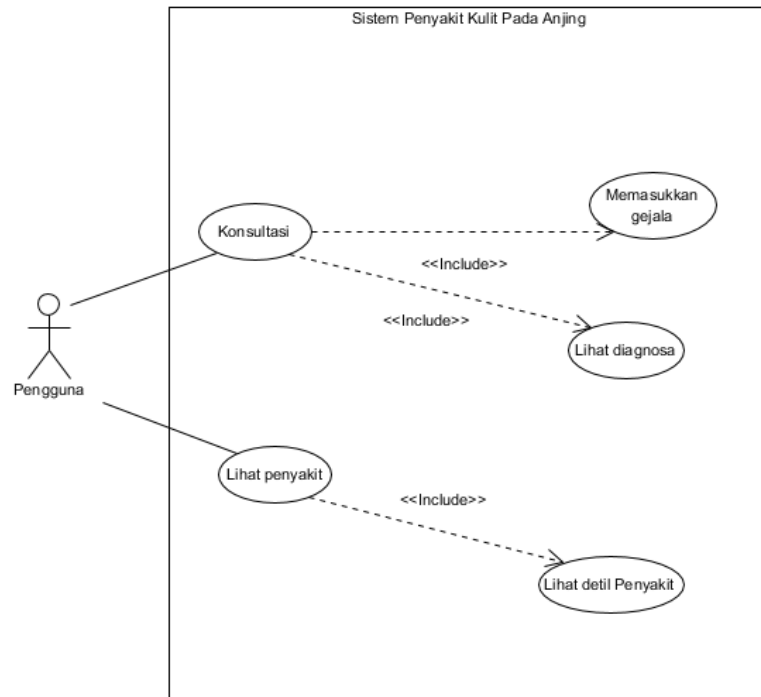 Sistem Penyakit Kulit Pada Anjing
Memasukkan
gejala
Konsultasi
<<Include>>
<<Include>>
Lihat diagnosa
Pengguna
Lihat penyakit
<<Include>>
Lihat detil Penyakit